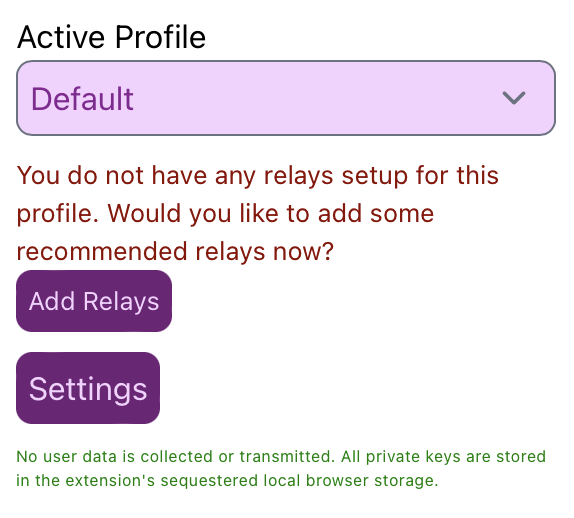 Active Profile
Default
You do not have any relays setup for this
profile. Would you like to add some
recommended relays now?
Add Relays
Settings
No user data is collected or transmitted. All private keys are stored
in the extension's sequestered local browser storage.